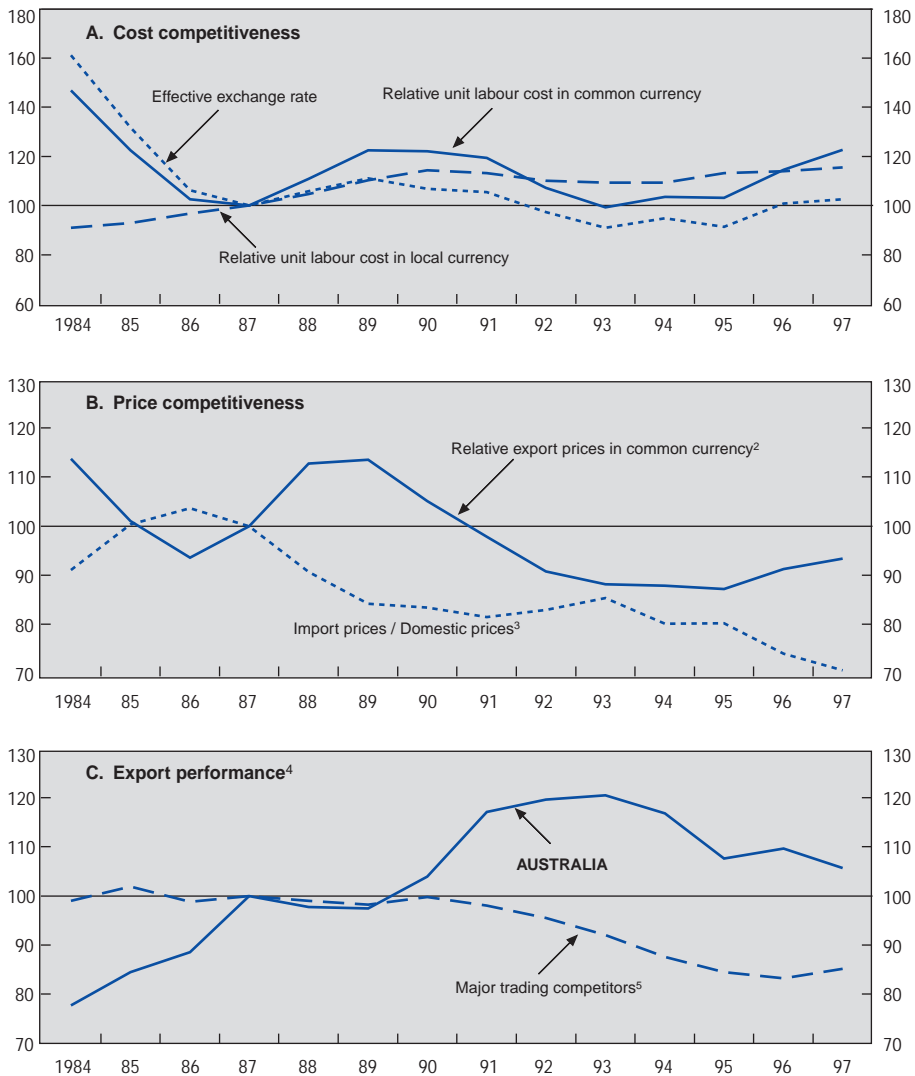 180 180
A. Cost competitiveness
160 160
Relative unit labour cost in common currency
Effective exchange rate
140 140
120 120
100 100
80 80
Relative unit labour cost in local currency
60 60
1984 85 86 87 88 89 90 91 92 93 94 95 96 97
130 130
B. Price competitiveness
120 120
Relative export prices in common currency²
110 110
100 100
90 90
80 80
Import prices / Domestic prices³
70 70
1984 85 86 87 88 89 90 91 92 93 94 95 96 97
130 130
C. Export performance⁴
120 120
110 110
AUSTRALIA
100 100
90 90
80 80
Major trading competitors⁵
70 70
1984 85 86 87 88 89 90 91 92 93 94 95 96 97